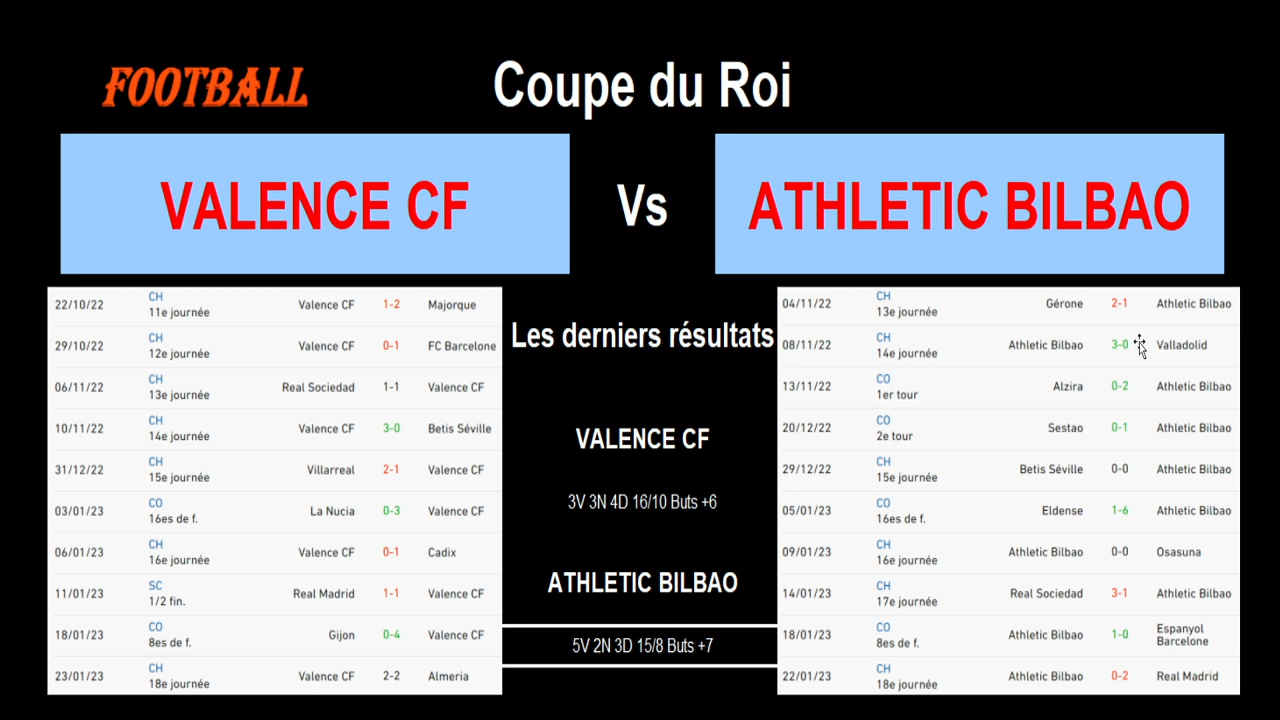 FOOTBALL
Coupe du Roi
VALENCE CF
Vs
ATHLETIC BILBAO
22/10/22 CH 11e journée Valence CF 1-2 Majorque
29/10/22 CH 12e journée Valence CF 0-1 FC Barcelone
06/11/22 CH 13e journée Real Sociedad 1-1 Valence CF
10/11/22 CH 14e journée Valence CF 3-0 Betis Séville
31/12/22 CH 15e journée Villarreal 2-1 Valence CF
03/01/23 CO 16es de f. La Nucia 0-3 Valence CF
06/01/23 CH 16e journée Valence CF 0-1 Cadix
11/01/23 SC 1/2 fin. Real Madrid 1-1 Valence CF
18/01/23 CO 8es de f. Gijon 0-4 Valence CF
23/01/23 CH 18e journée Valence CF 2-2 Almeria
Les derniers résultats
VALENCE CF
3V 3N 4D 16/10 Buts +6
ATHLETIC BILBAO
5V 2N 3D 15/8 Buts +7
04/11/22 CH 13e journée Gérone 2-1 Athletic Bilbao
08/11/22 CH 14e journée Athletic Bilbao 3-0 Valladolid
13/11/22 CO 1er tour Alzira 0-2 Athletic Bilbao
20/12/22 CO 2e tour Sestao 0-1 Athletic Bilbao
29/12/22 CH 15e journée Betis Séville 0-0 Athletic Bilbao
05/01/23 CO 16es de f. Eldense 1-6 Athletic Bilbao
09/01/23 CH 16e journée Athletic Bilbao 0-0 Osasuna
14/01/23 CH 17e journée Real Sociedad 3-1 Athletic Bilbao
18/01/23 CO 8es de f. Athletic Bilbao 1-0 Espanyol Barcelone
22/01/23 CH 18e journée Athletic Bilbao 0-2 Real Madrid